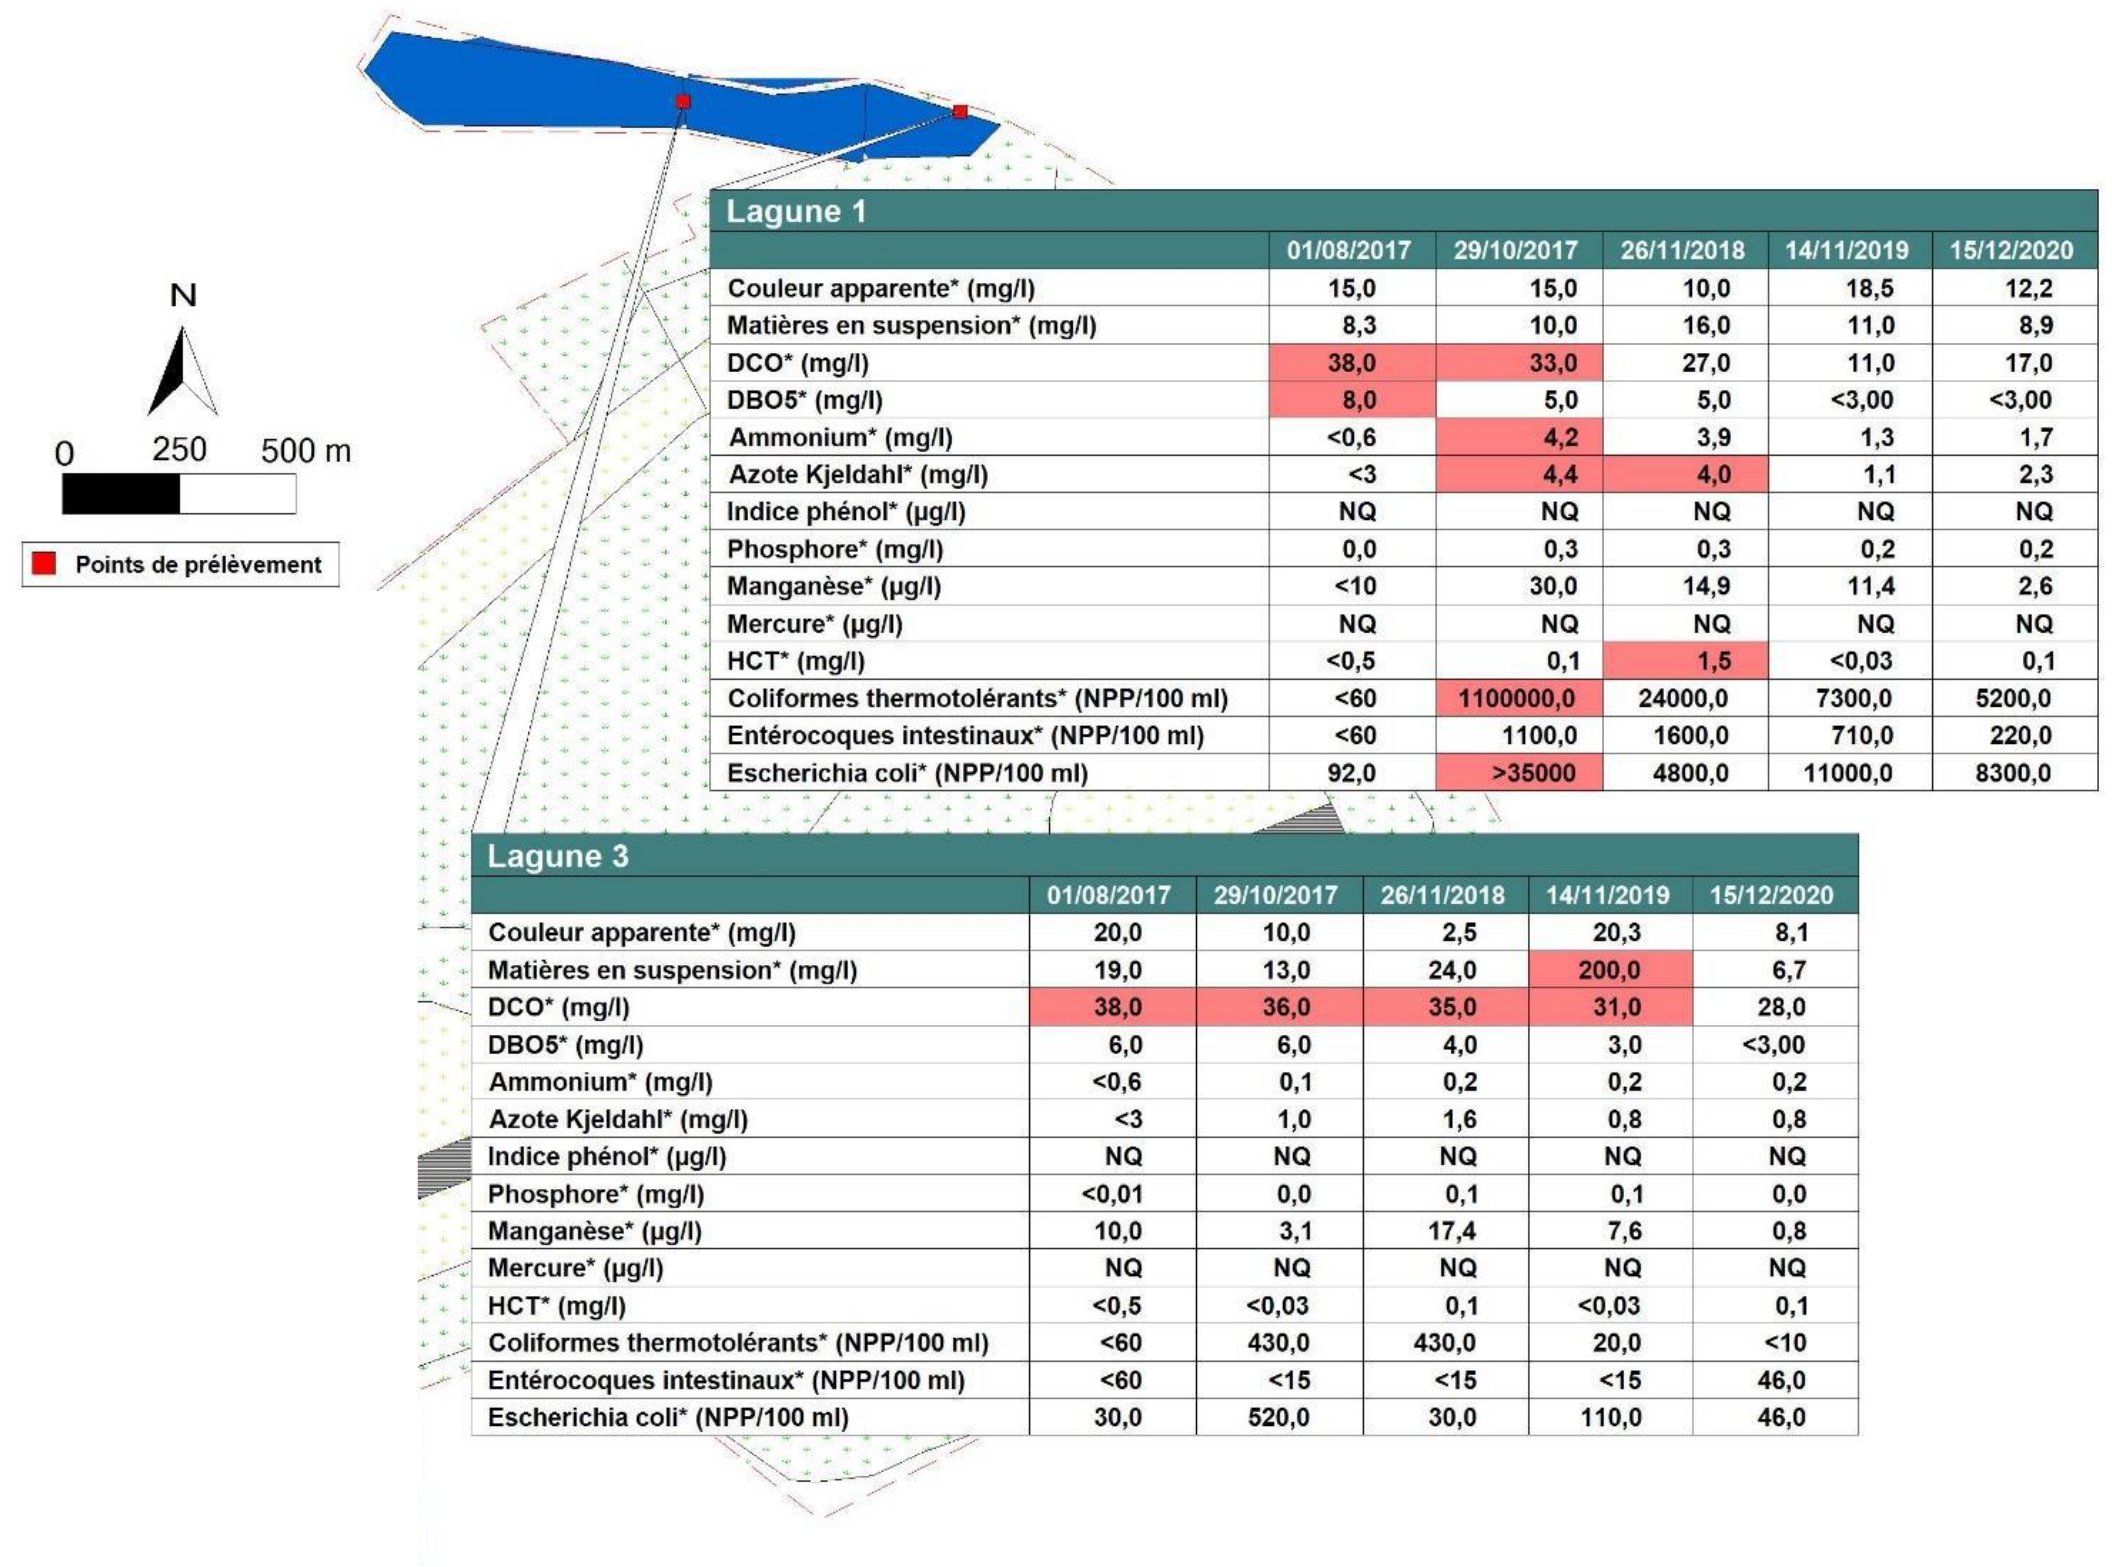 N
0 250 500 m
Points de prélèvement
Lagune 1
01/08/2017 29/10/2017 26/11/2018 14/11/2019 15/12/2020
Couleur apparente* (mg/l) 15,0 15,0 10,0 18,5 12,2
Matières en suspension* (mg/l) 8,3 10,0 16,0 11,0 8,9
DCO* (mg/l) 38,0 33,0 27,0 11,0 17,0
DBO5* (mg/l) 8,0 5,0 5,0 <3,00 <3,00
Ammonium* (mg/l) <0,6 4,2 3,9 1,3 1,7
Azote Kjeldahl* (mg/l) <3 4,4 4,0 1,1 2,3
Indice phénol* (µg/l) NQ NQ NQ NQ NQ
Phosphore* (mg/l) 0,0 0,3 0,3 0,2 0,2
Manganèse* (µg/l) <10 30,0 14,9 11,4 2,6
Mercure* (µg/l) NQ NQ NQ NQ NQ
HCT* (mg/l) <0,5 0,1 1,5 <0,03 0,1
Coliformes thermotolérants* (NPP/100 ml) <60 1100000,0 24000,0 7300,0 5200,0
Entérocoques intestinaux* (NPP/100 ml) <60 1100,0 1600,0 710,0 220,0
Escherichia coli* (NPP/100 ml) 92,0 >35000 4800,0 11000,0 8300,0
Lagune 3
01/08/2017 29/10/2017 26/11/2018 14/11/2019 15/12/2020
Couleur apparente* (mg/l) 20,0 10,0 2,5 20,3 8,1
Matières en suspension* (mg/l) 19,0 13,0 24,0 200,0 6,7
DCO* (mg/l) 38,0 36,0 35,0 31,0 28,0
DBO5* (mg/l) 6,0 6,0 4,0 3,0 <3,00
Ammonium* (mg/l) <0,6 0,1 0,2 0,2 0,2
Azote Kjeldahl* (mg/l) <3 1,0 1,6 0,8 0,8
Indice phénol* (µg/l) NQ NQ NQ NQ NQ
Phosphore* (mg/l) <0,01 0,0 0,1 0,1 0,0
Manganèse* (µg/l) 10,0 3,1 17,4 7,6 0,8
Mercure* (µg/l) NQ NQ NQ NQ NQ
HCT* (mg/l) <0,5 <0,03 0,1 <0,03 0,1
Coliformes thermotolérants* (NPP/100 ml) <60 430,0 430,0 20,0 <10
Entérocoques intestinaux* (NPP/100 ml) <60 <15 <15 <15 46,0
Escherichia coli* (NPP/100 ml) 30,0 520,0 30,0 110,0 46,0